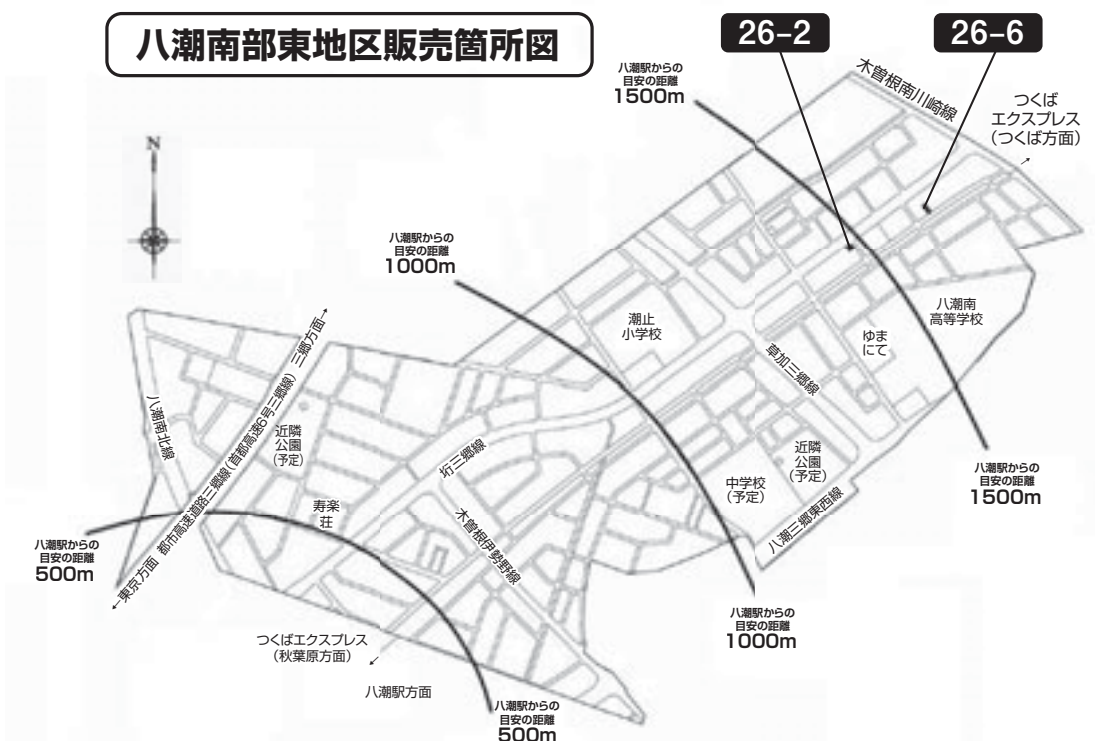 八潮南部東地区販売箇所図
26-2
26-6
八潮駅からの
目安の距離
1500m
木曽根南川崎線
つくば
エクスプレス
(つくば方面)
N
八潮駅からの
目安の距離
1000m
潮止
小学校
八潮南
高等学校
ゆま
にて
草加三郷線
三郷方面
都市高速道路三郷線(首都高速6号三郷線)
東京方面
八潮南北線
近隣
公園
(予定)
垳三郷線
近隣
公園
(予定)
中学校
(予定)
八潮三郷東西線
八潮駅からの
目安の距離
1500m
寿楽
荘
木曽根伊勢野線
八潮駅からの
目安の距離
500m
八潮駅からの
目安の距離
1000m
つくばエクスプレス
(秋葉原方面)
八潮駅方面
八潮駅からの
目安の距離
500m